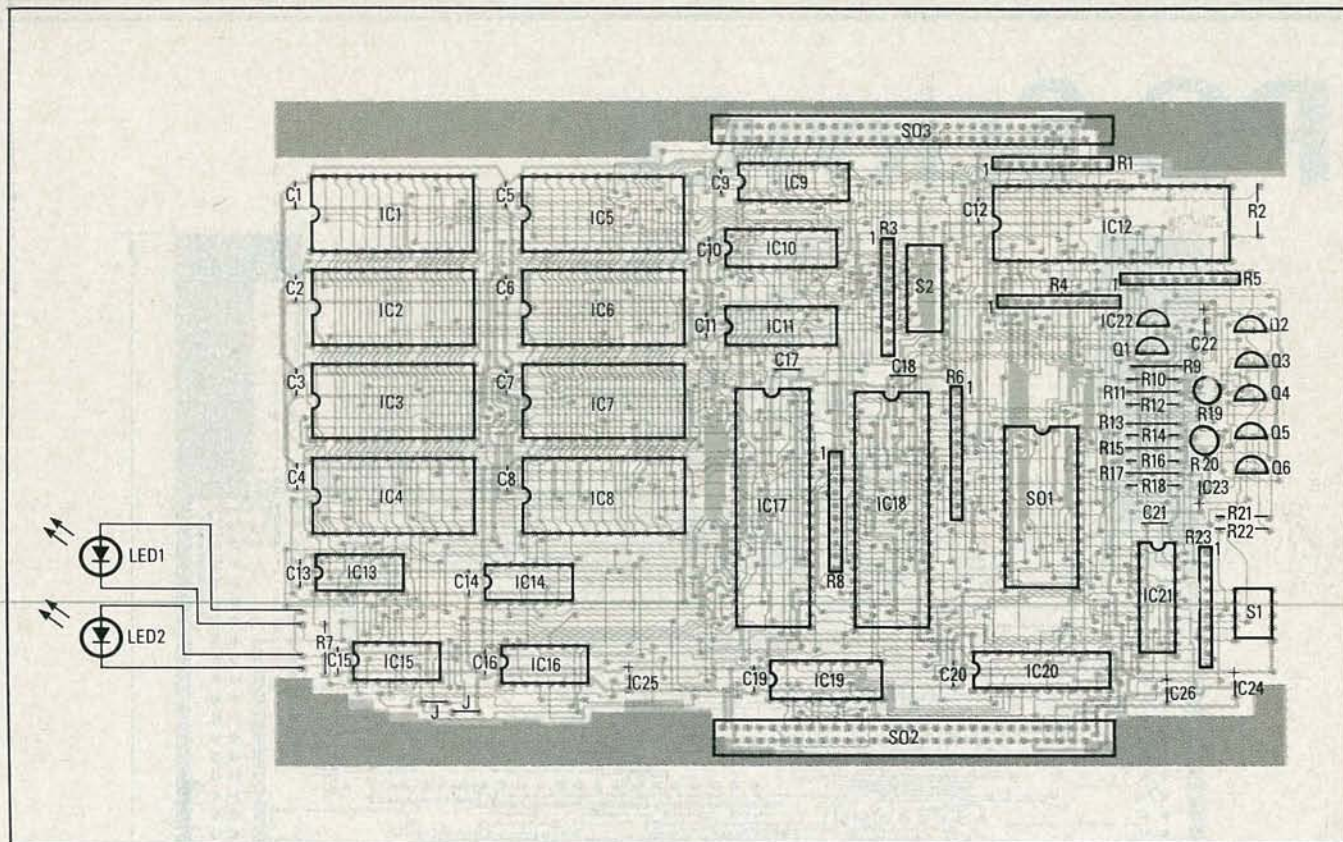 SO3
R1
C1
IC1
C5
IC5
C9
IC9
C12
IC12
R2
C10
IC10
R3
1
S2
C2
IC2
C6
IC6
R4
1
1
R5
C11
IC11
IC22
C22
Q2
Q1
Q3
C17
C18
R6
1
R9
C3
IC3
C7
IC7
R10
R11
R12
R19
Q4
R13
R14
R15
R16
R17
R18
R20
Q5
Q6
C4
IC4
C8
IC8
IC17
1
IC18
SO1
IC23
C21
R21
R22
R23
1
LED1
C13
IC13
C14
IC14
R8
IC21
S1
LED2
R7
C15
IC15
C16
IC16
IC25
C19
IC19
C20
IC20
IC26
IC24
J
J
SO2
1